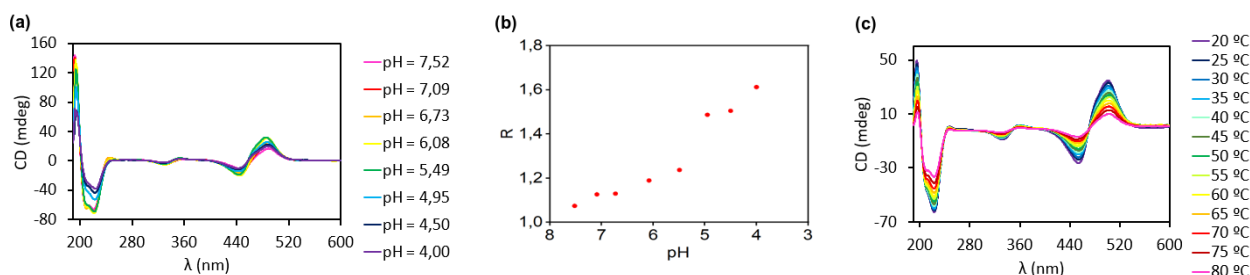 (a)
CD (mdeg)
160
120
80
40
0
-40
-80
200 280 360 440 520 600
λ (nm)
pH = 7,52
pH = 7,09
pH = 6,73
pH = 6,08
pH = 5,49
pH = 4,95
pH = 4,50
pH = 4,00
(b)
R
1,8
1,6
1,4
1,2
1,0
8 7 6 5 4 3
pH
(c)
CD (mdeg)
50
10
-30
-70
200 280 360 440 520 600
λ (nm)
20 ºC
25 ºC
30 ºC
35 ºC
40 ºC
45 ºC
50 ºC
55 ºC
60 ºC
65 ºC
70 ºC
75 ºC
80 ºC